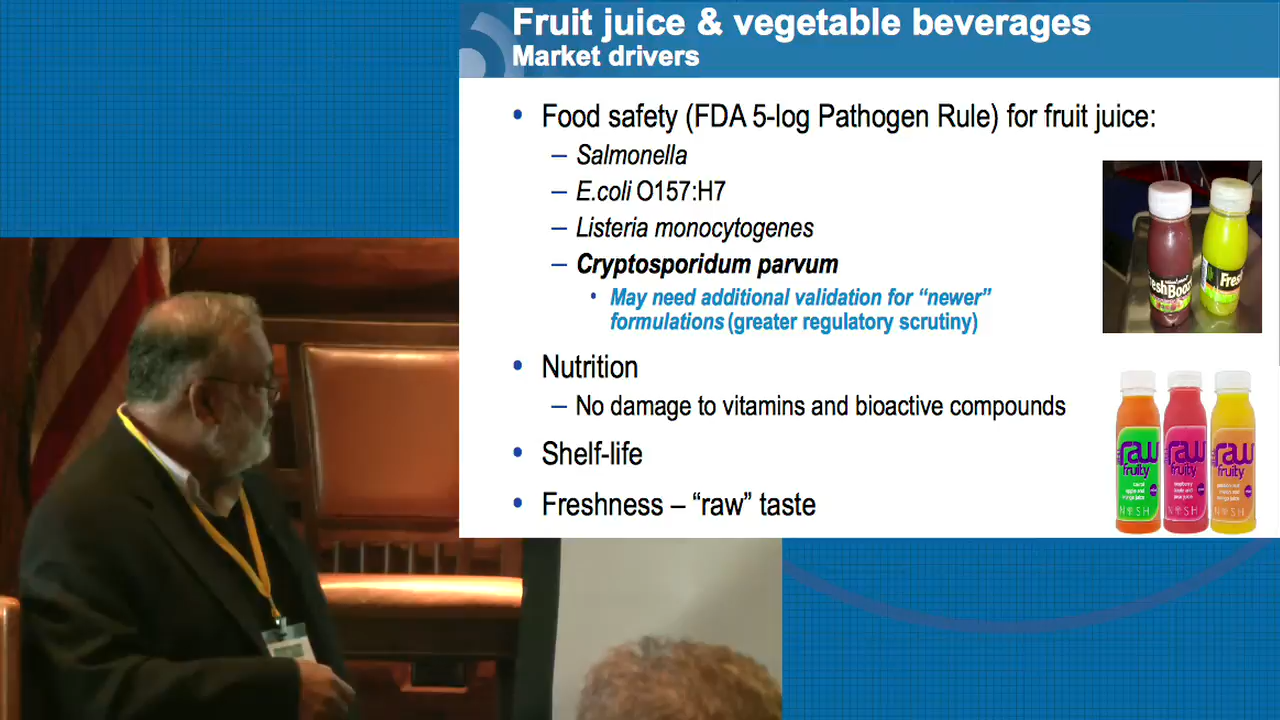 Fruit juice & vegetable beverages
Market drivers
• Food safety (FDA 5-log Pathogen Rule) for fruit juice:
– Salmonella
– E.coli O157:H7
– Listeria monocytogenes
– Cryptosporidum parvum
• May need additional validation for “newer”
formulations (greater regulatory scrutiny)
• Nutrition
– No damage to vitamins and bioactive compounds
• Shelf-life
• Freshness – “raw” taste
raw
fruity
raw
fruity
raw
fruity